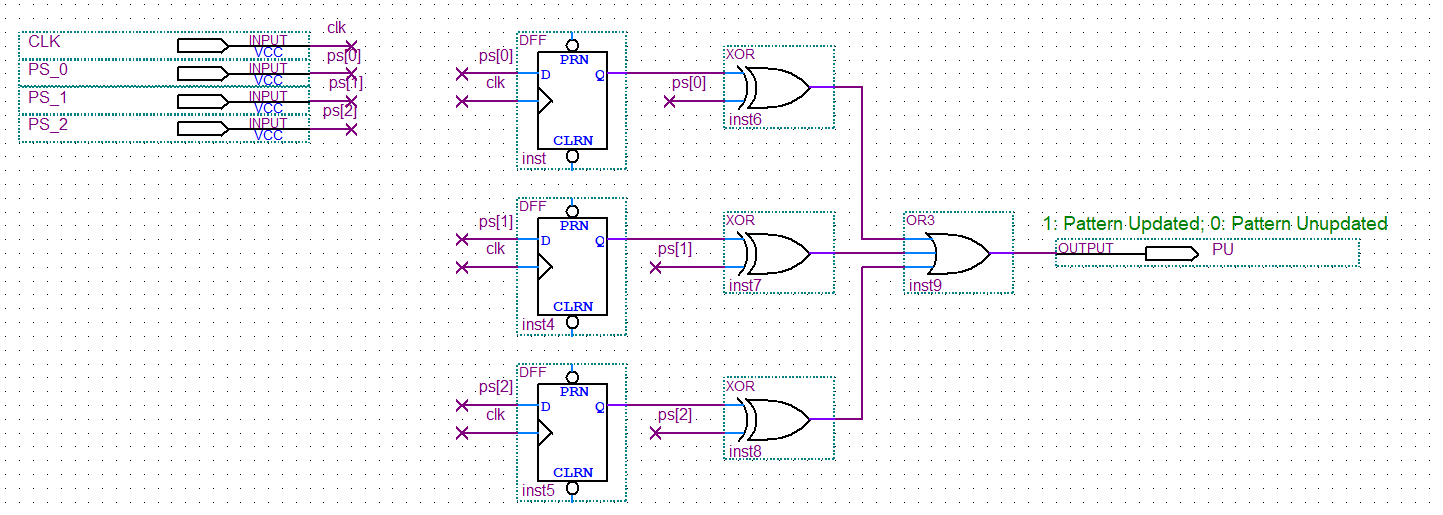 clk
CLK INPUT VCC
ps[0]
PS_0 INPUT VCC
ps[1]
PS_1 INPUT VCC
ps[2]
PS_2 INPUT VCC
DFF
ps[0]
clk
PRN
D Q
CLRN
inst
XOR
ps[0]
inst6
DFF
ps[1]
clk
PRN
D Q
CLRN
inst4
XOR
ps[1]
inst7
OR3
inst9
1: Pattern Updated; 0: Pattern Unupdated
OUTPUT PU
DFF
ps[2]
clk
PRN
D Q
CLRN
inst5
XOR
ps[2]
inst8